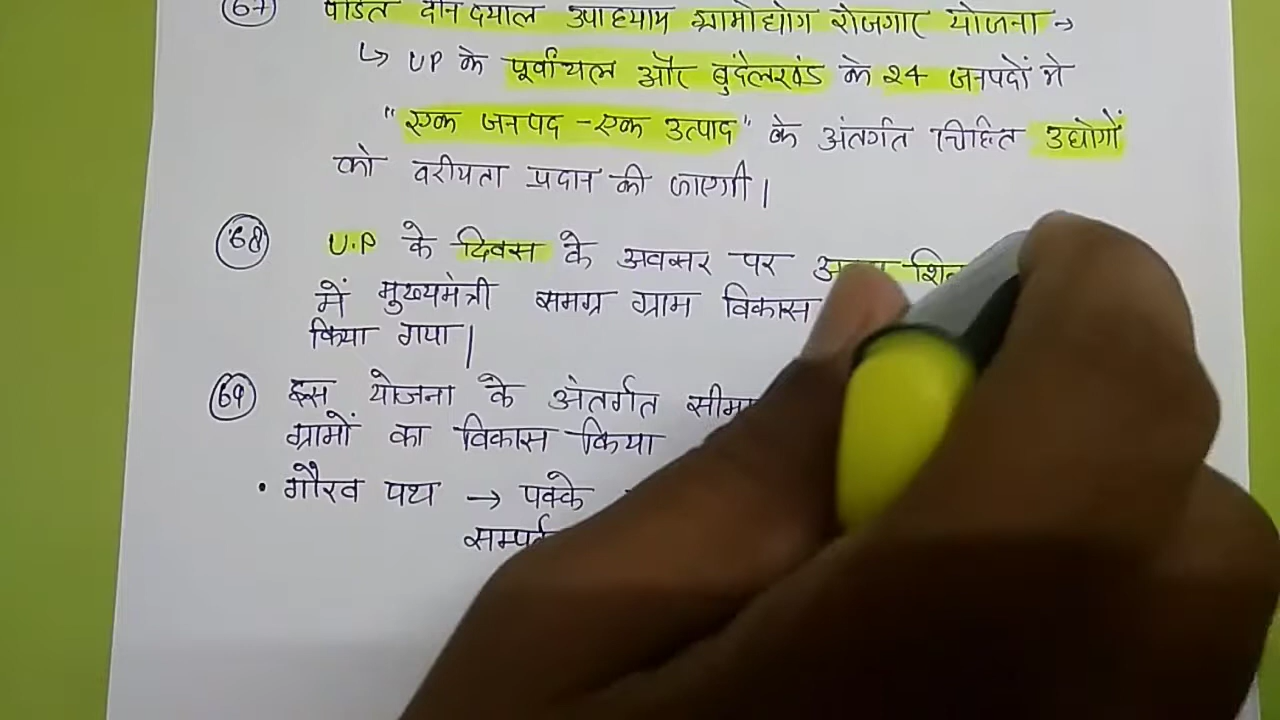 67 पंडित दीन दयाल उपाध्याय ग्रामोद्योग रोजगार योजना →
↳ UP के पूर्वांचल और बुंदेलखंड के 24 जनपदों में
"एक जनपद - एक उत्पाद" के अंतर्गत चिह्नित उद्योगों
को वरीयता प्रदान की जाएगी।
68 U.P के दिवस के अवसर पर
में मुख्यमंत्री समग्र ग्राम विकास
किया गया।
69 इस योजना के अंतर्गत
ग्रामों का विकास किया
• गौरव पथ → पक्के